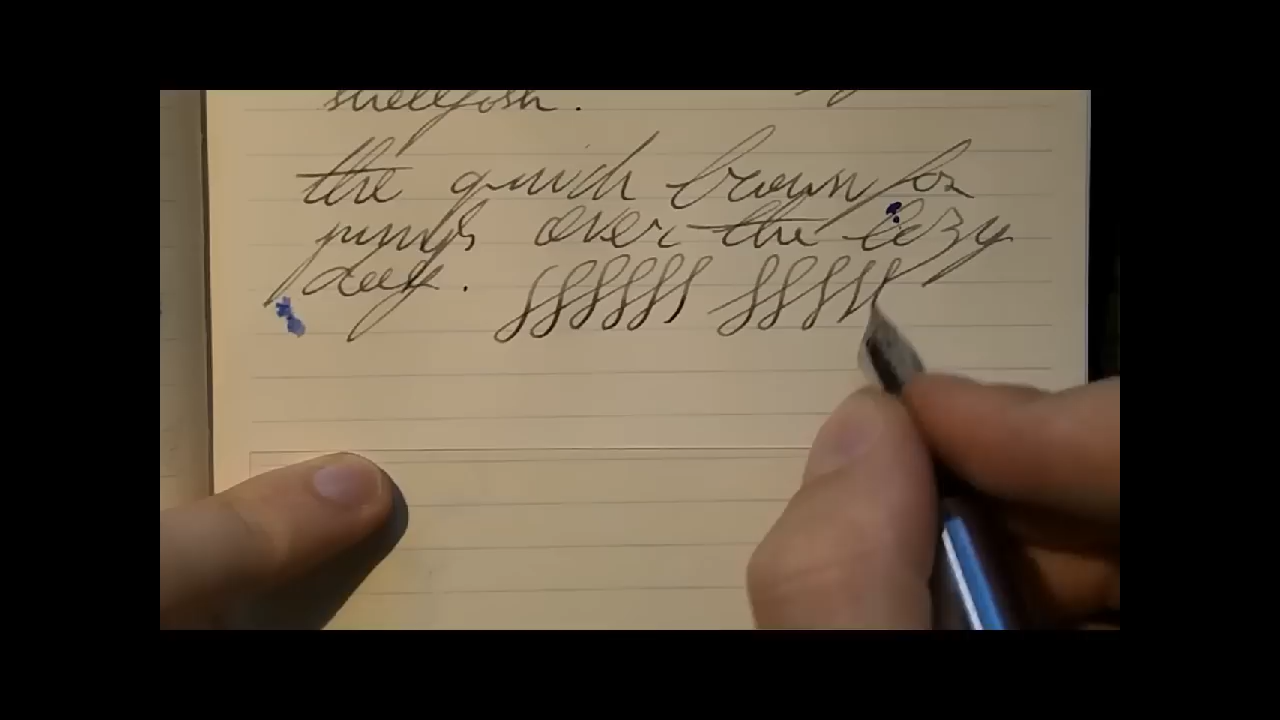 shellfish.
the quick brown fox
jumps over the lazy
dog.